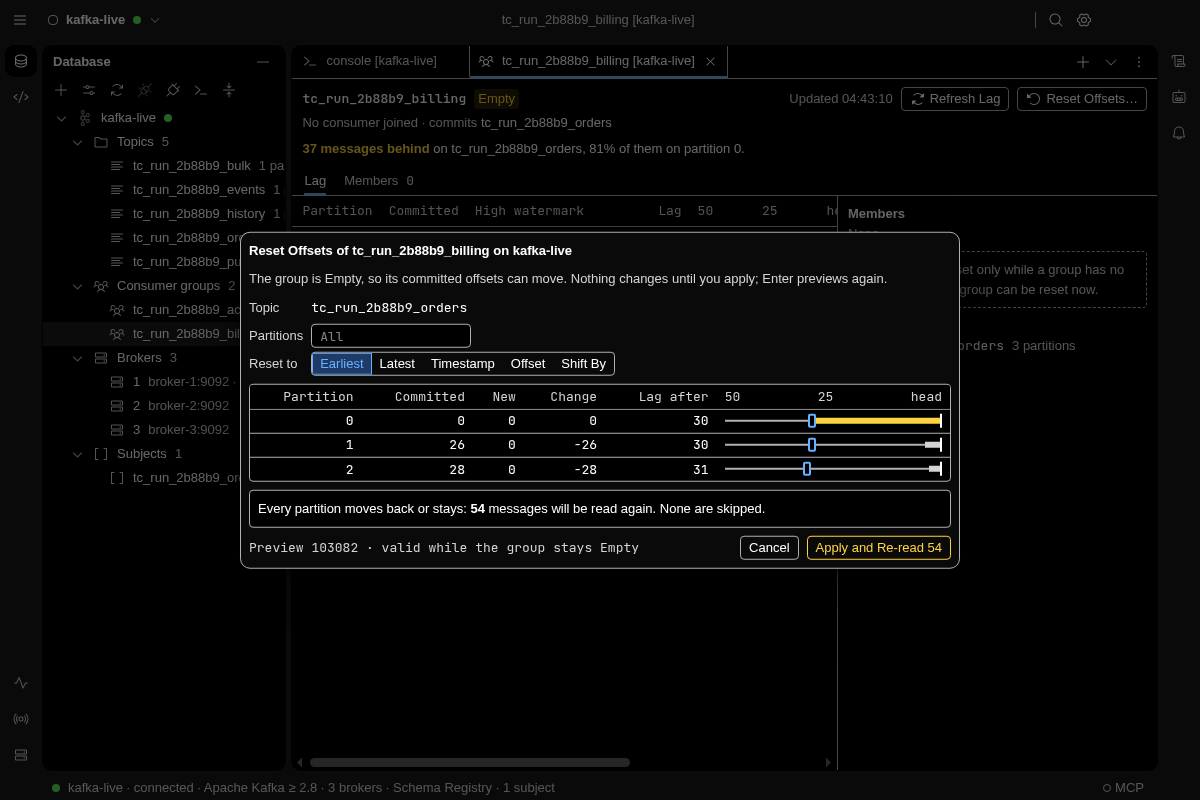 kafka-live
tc_run_2b88b9_billing [kafka-live]
Database
console [kafka-live]
tc_run_2b88b9_billing [kafka-live]
kafka-live
Topics 5
tc_run_2b88b9_bulk 1 pa
tc_run_2b88b9_events 1
tc_run_2b88b9_history 1
tc_run_2b88b9_or
tc_run_2b88b9_pu
Consumer groups 2
tc_run_2b88b9_ac
tc_run_2b88b9_bil
Brokers 3
1 broker-1:9092 ·
2 broker-2:9092
3 broker-3:9092
Subjects 1
tc_run_2b88b9_or
tc_run_2b88b9_billing Empty
Updated 04:43:10 Refresh Lag Reset Offsets…
No consumer joined · commits tc_run_2b88b9_orders
37 messages behind on tc_run_2b88b9_orders, 81% of them on partition 0.
Lag Members 0
Partition Committed High watermark Lag 50 25 he
Members
set only while a group has no
group can be reset now.
orders 3 partitions
Reset Offsets of tc_run_2b88b9_billing on kafka-live
The group is Empty, so its committed offsets can move. Nothing changes until you apply; Enter previews again.
Topic tc_run_2b88b9_orders
Partitions All
Reset to Earliest Latest Timestamp Offset Shift By
Partition Committed New Change Lag after 50 25 head
0 0 0 0 30
1 26 0 -26 30
2 28 0 -28 31
Every partition moves back or stays: 54 messages will be read again. None are skipped.
Preview 103082 · valid while the group stays Empty
Cancel Apply and Re-read 54
kafka-live · connected · Apache Kafka ≥ 2.8 · 3 brokers · Schema Registry · 1 subject
MCP